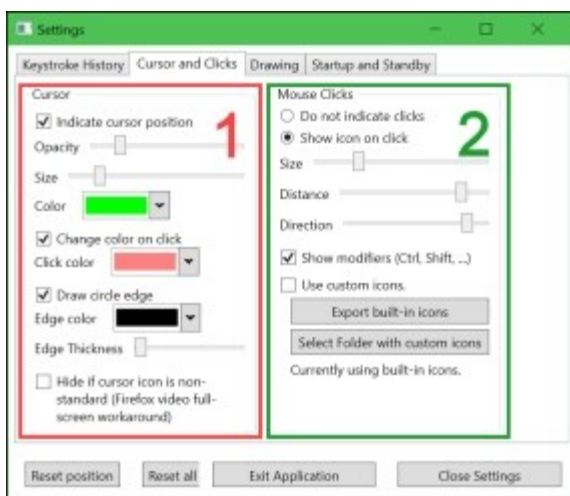 Settings
Keystroke History Cursor and Clicks Drawing Startup and Standby
Cursor
1
Indicate cursor position
Opacity
Size
Color
Change color on click
Click color
Draw circle edge
Edge color
Edge Thickness
Hide if cursor icon is non-
standard (Firefox video full-
screen workaround)
Mouse Clicks
2
Do not indicate clicks
Show icon on click
Size
Distance
Direction
Show modifiers (Ctrl, Shift, ...)
Use custom icons.
Export built-in icons
Select Folder with custom icons
Currently using built-in icons.
Reset position Reset all Exit Application Close Settings